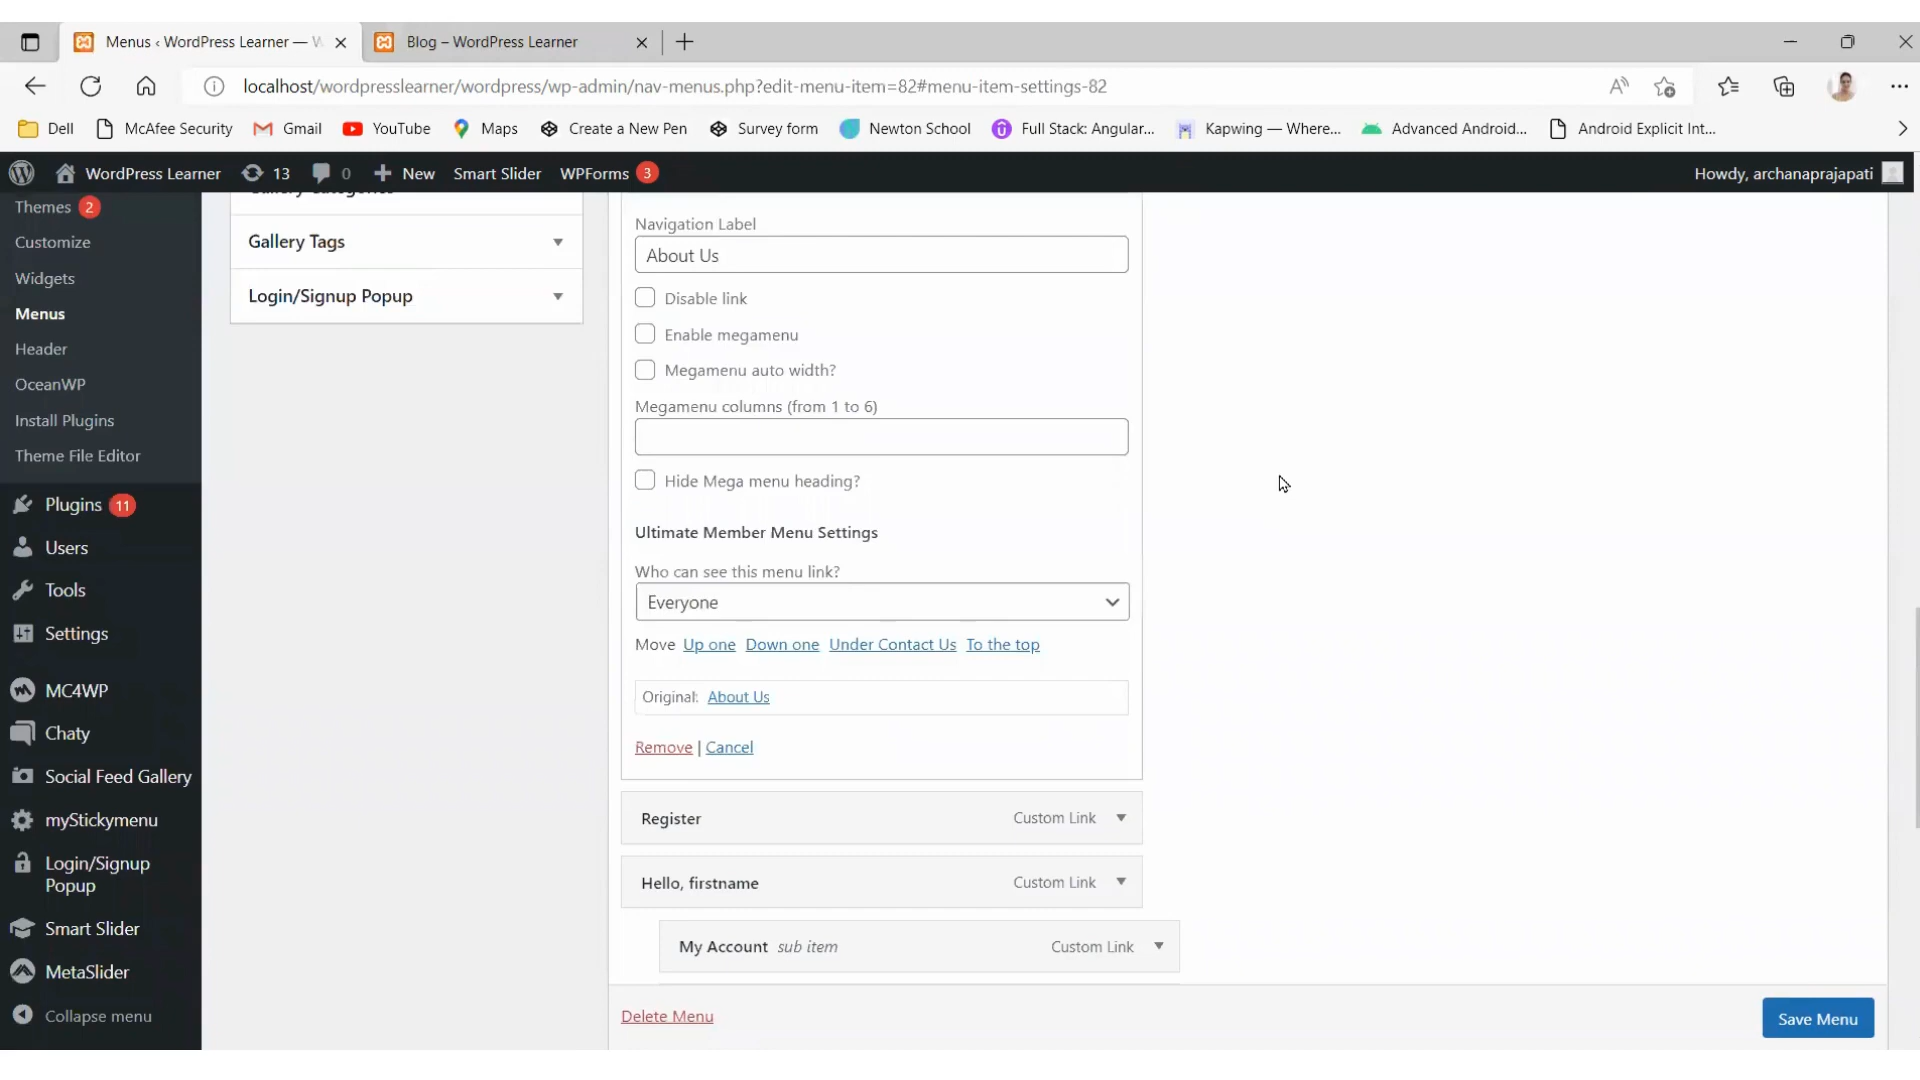 Menus ‹ WordPress Learner — W
Blog – WordPress Learner
localhost/wordpresslearner/wordpress/wp-admin/nav-menus.php?edit-menu-item=82#menu-item-settings-82
Dell
McAfee Security
Gmail
YouTube
Maps
Create a New Pen
Survey form
Newton School
Full Stack: Angular...
Kapwing — Where...
Advanced Android...
Android Explicit Int...
WordPress Learner
13
0
New
Smart Slider
WPForms 3
Howdy, archanaprajapati
Themes 2
Customize
Widgets
Menus
Header
OceanWP
Install Plugins
Theme File Editor
Plugins 11
Users
Tools
Settings
MC4WP
Chaty
Social Feed Gallery
myStickymenu
Login/Signup
Popup
Smart Slider
MetaSlider
Collapse menu
Gallery Categories
Gallery Tags
Login/Signup Popup
Navigation Label
About Us
Disable link
Enable megamenu
Megamenu auto width?
Megamenu columns (from 1 to 6)
Hide Mega menu heading?
Ultimate Member Menu Settings
Who can see this menu link?
Everyone
Move Up one Down one Under Contact Us To the top
Original: About Us
Remove | Cancel
Register Custom Link
Hello, firstname Custom Link
My Account sub item Custom Link
Delete Menu
Save Menu